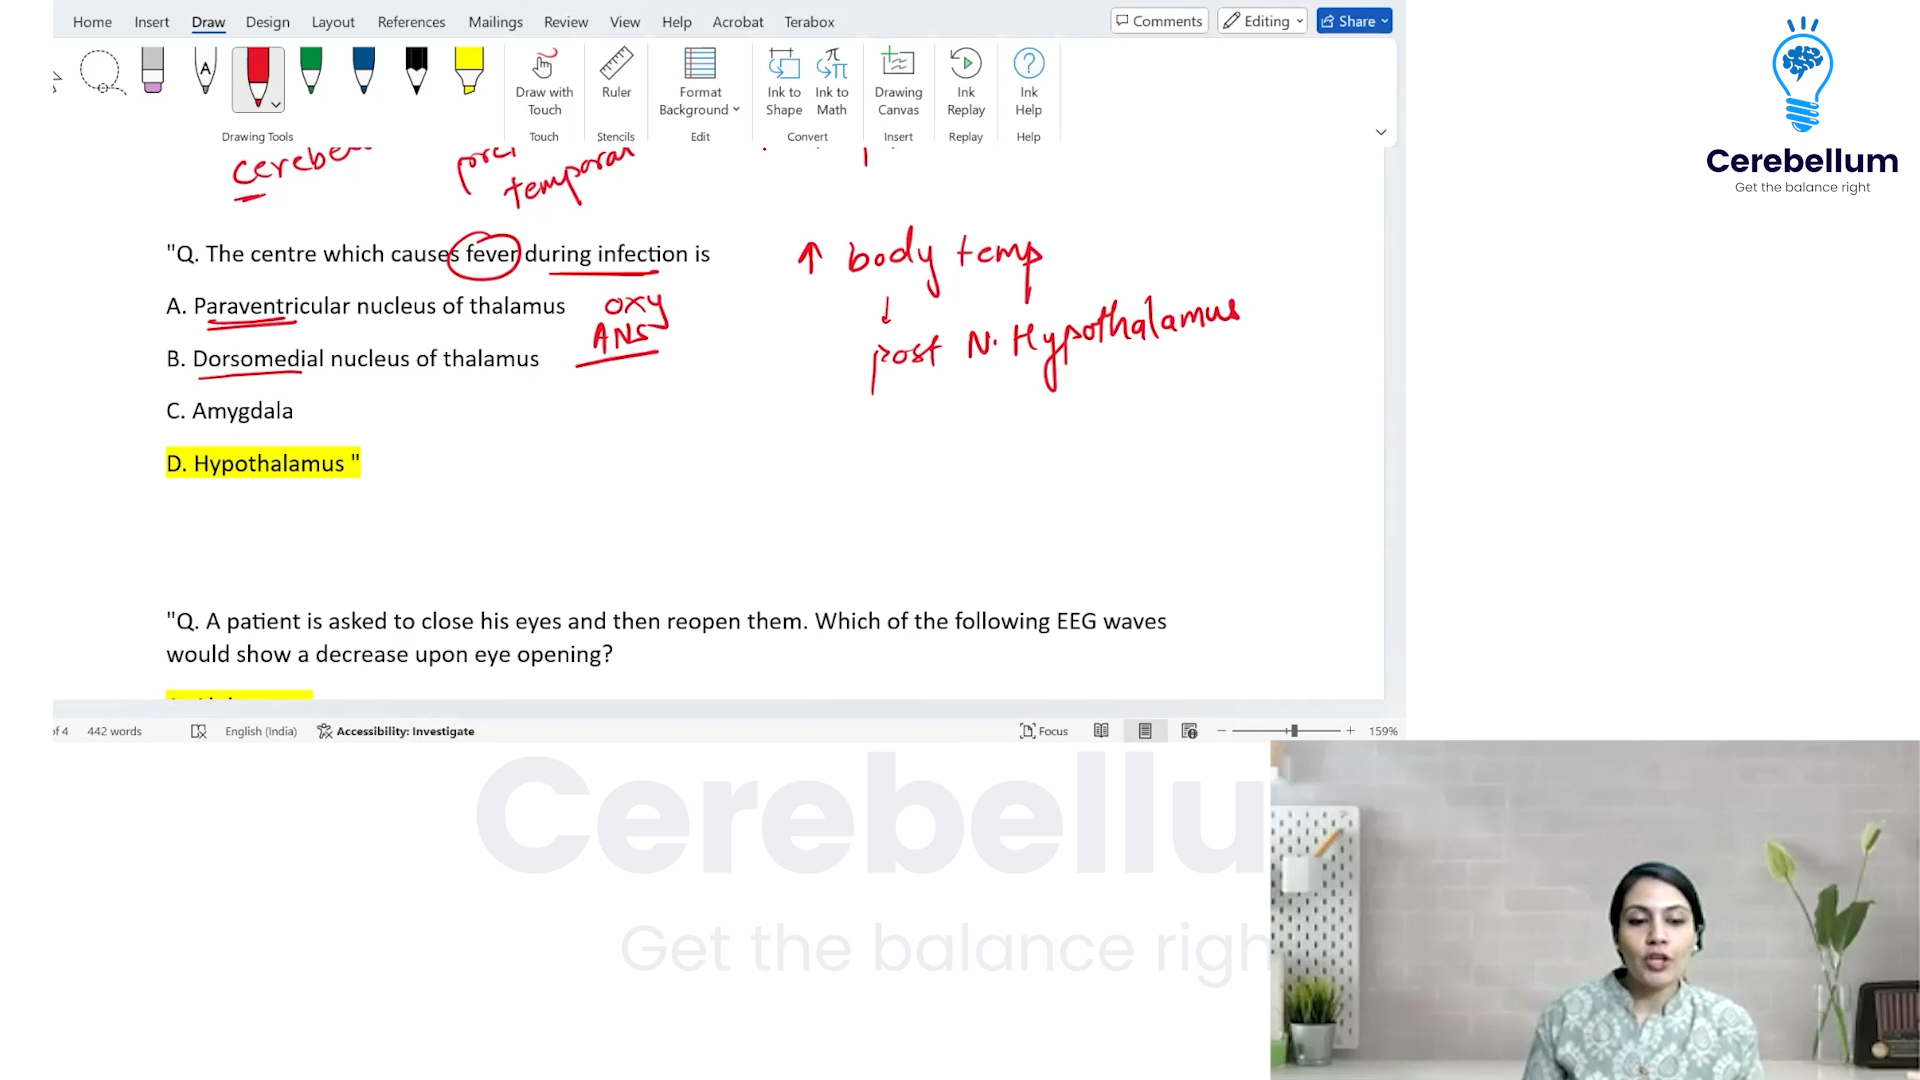 Home Insert Draw Design Layout References Mailings Review View Help Acrobat Terabox Comments Editing Share
A
Draw with Touch
Ruler
Format Background
Ink to Shape
Ink to Math
Drawing Canvas
Ink Replay
Ink Help
Drawing Tools Touch Stencils Edit Convert Insert Replay Help
Cerebellum
Get the balance right
temporal
"Q. The centre which causes fever during infection is
↑ body temp
↓
post N. Hypothalamus
A. Paraventricular nucleus of thalamus
oxy
ANS
B. Dorsomedial nucleus of thalamus
C. Amygdala
D. Hypothalamus "
"Q. A patient is asked to close his eyes and then reopen them. Which of the following EEG waves
would show a decrease upon eye opening?
of 4 442 words English (India) Accessibility: Investigate Focus 159%
Cerebellu
Get the balance righ